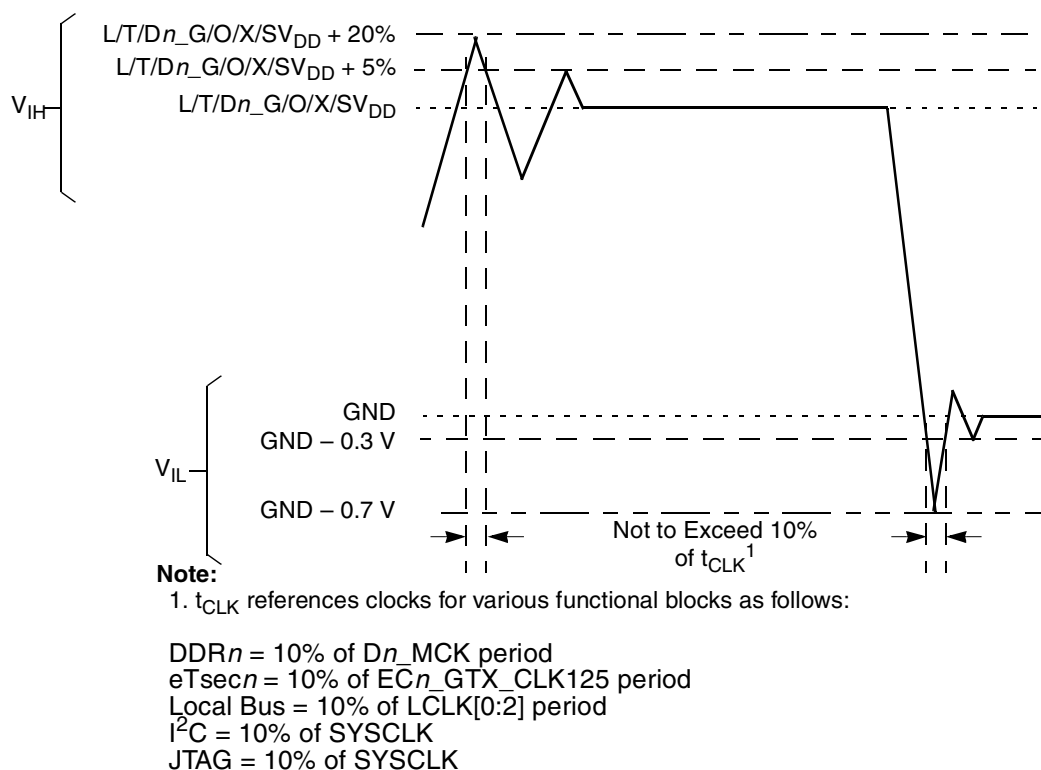 L/T/Dn_G/O/X/SVDD + 20%
L/T/Dn_G/O/X/SVDD + 5%
L/T/Dn_G/O/X/SVDD
VIH
GND
GND – 0.3 V
VIL
GND – 0.7 V
Not to Exceed 10%
of tCLK1
Note:
1. tCLK references clocks for various functional blocks as follows:
DDRn = 10% of Dn_MCK period
eTsecn = 10% of ECn_GTX_CLK125 period
Local Bus = 10% of LCLK[0:2] period
I2C = 10% of SYSCLK
JTAG = 10% of SYSCLK